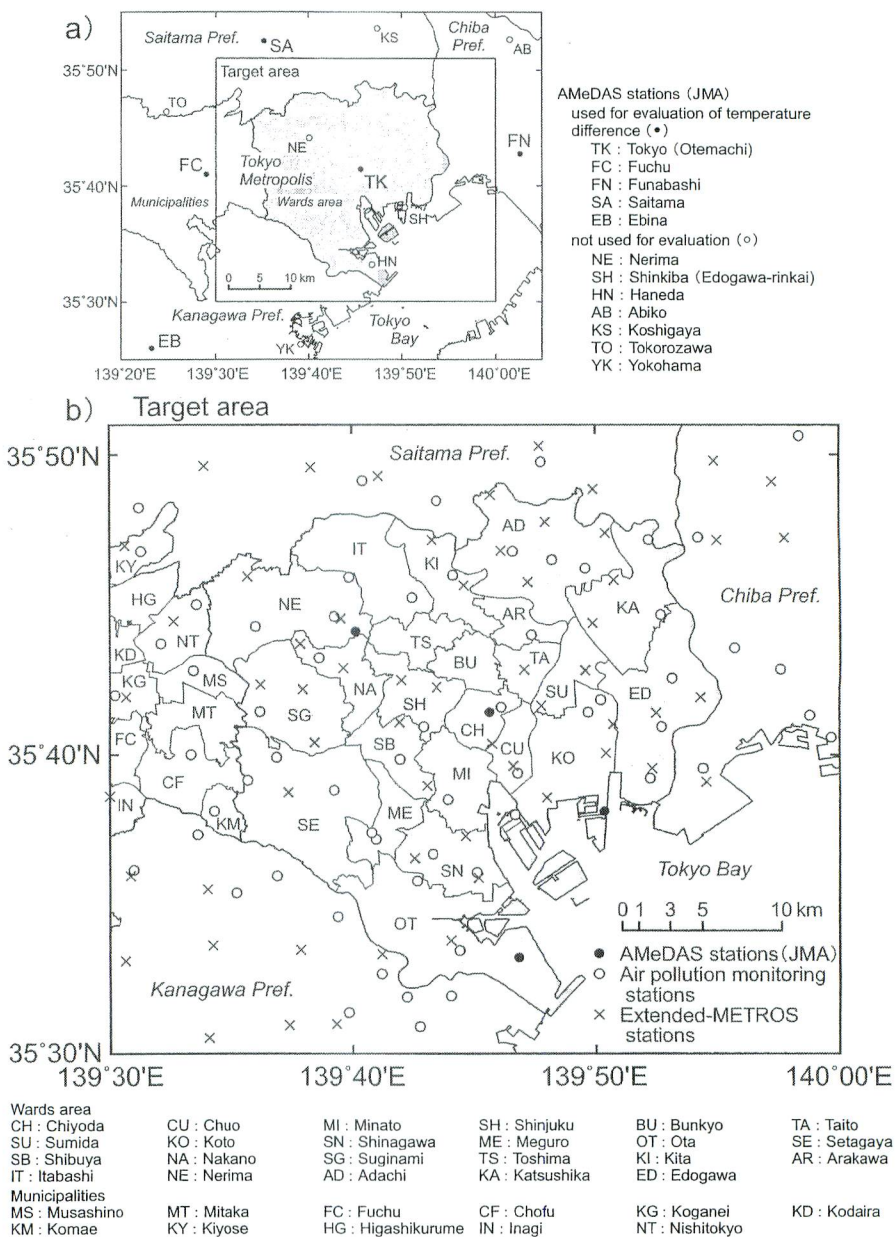 a)
Saitama Pref.
SA
KS
Chiba
Pref.
AB
35°50'N
Target area
TO
NE
FC
Tokyo
Metropolis
TK
FN
35°40'N
Municipalities
Wards area
SH
HN
0 5 10 km
35°30'N
Kanagawa Pref.
Tokyo
Bay
EB
YK
139°20'E 139°30'E 139°40'E 139°50'E 140°00'E
AMeDAS stations (JMA)
used for evaluation of temperature
difference (●)
TK : Tokyo (Otemachi)
FC : Fuchu
FN : Funabashi
SA : Saitama
EB : Ebina
not used for evaluation (○)
NE : Nerima
SH : Shinkiba (Edogawa-rinkai)
HN : Haneda
AB : Abiko
KS : Koshigaya
TO : Tokorozawa
YK : Yokohama
b) Target area
35°50'N
Saitama Pref.
AD
IT
KI
KY
HG
NE
KA
Chiba Pref.
AR
NT
TS
KD
BU
TA
KG
MS
NA
SU
ED
MT
SG
SH
CH
FC
SB
CU
KO
35°40'N
CF
MI
IN
KM
SE
ME
SN
Tokyo Bay
OT
0 1 3 5 10 km
● AMeDAS stations (JMA)
○ Air pollution monitoring
stations
× Extended-METROS
stations
Kanagawa Pref.
35°30'N
139°30'E 139°40'E 139°50'E 140°00'E
Wards area
CH : Chiyoda CU : Chuo MI : Minato SH : Shinjuku BU : Bunkyo TA : Taito
SU : Sumida KO : Koto SN : Shinagawa ME : Meguro OT : Ota SE : Setagaya
SB : Shibuya NA : Nakano SG : Suginami TS : Toshima KI : Kita AR : Arakawa
IT : Itabashi NE : Nerima AD : Adachi KA : Katsushika ED : Edogawa
Municipalities
MS : Musashino MT : Mitaka FC : Fuchu CF : Chofu KG : Koganei KD : Kodaira
KM : Komae KY : Kiyose HG : Higashikurume IN : Inagi NT : Nishitokyo